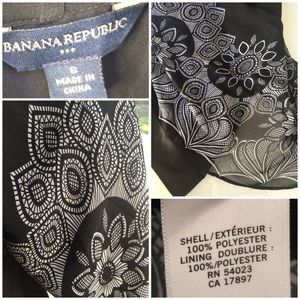 BANANA REPUBLIC
6
MADE IN
CHINA
SHELL/EXTÉRIEUR :
100% POLYESTER
LINING DOUBLURE :
100%/POLYESTER
RN 54023
CA 17897